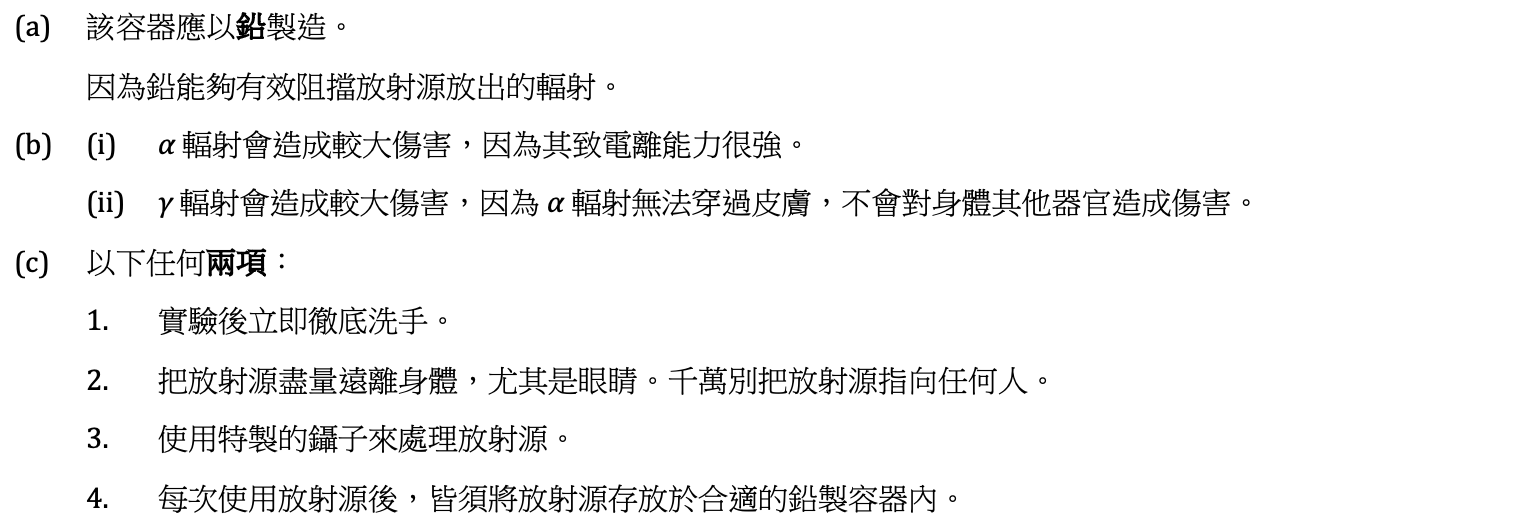 (a) 該容器應以鉛製造。
因為鉛能夠有效阻擋放射源放出的輻射。
(b) (i) α 輻射會造成較大傷害，因為其致電離能力很強。
(ii) γ 輻射會造成較大傷害，因為 α 輻射無法穿過皮膚，不會對身體其他器官造成傷害。
(c) 以下任何兩項：
1. 實驗後立即徹底洗手。
2. 把放射源盡量遠離身體，尤其是眼睛。千萬別把放射源指向任何人。
3. 使用特製的鑷子來處理放射源。
4. 每次使用放射源後，皆須將放射源存放於合適的鉛製容器內。